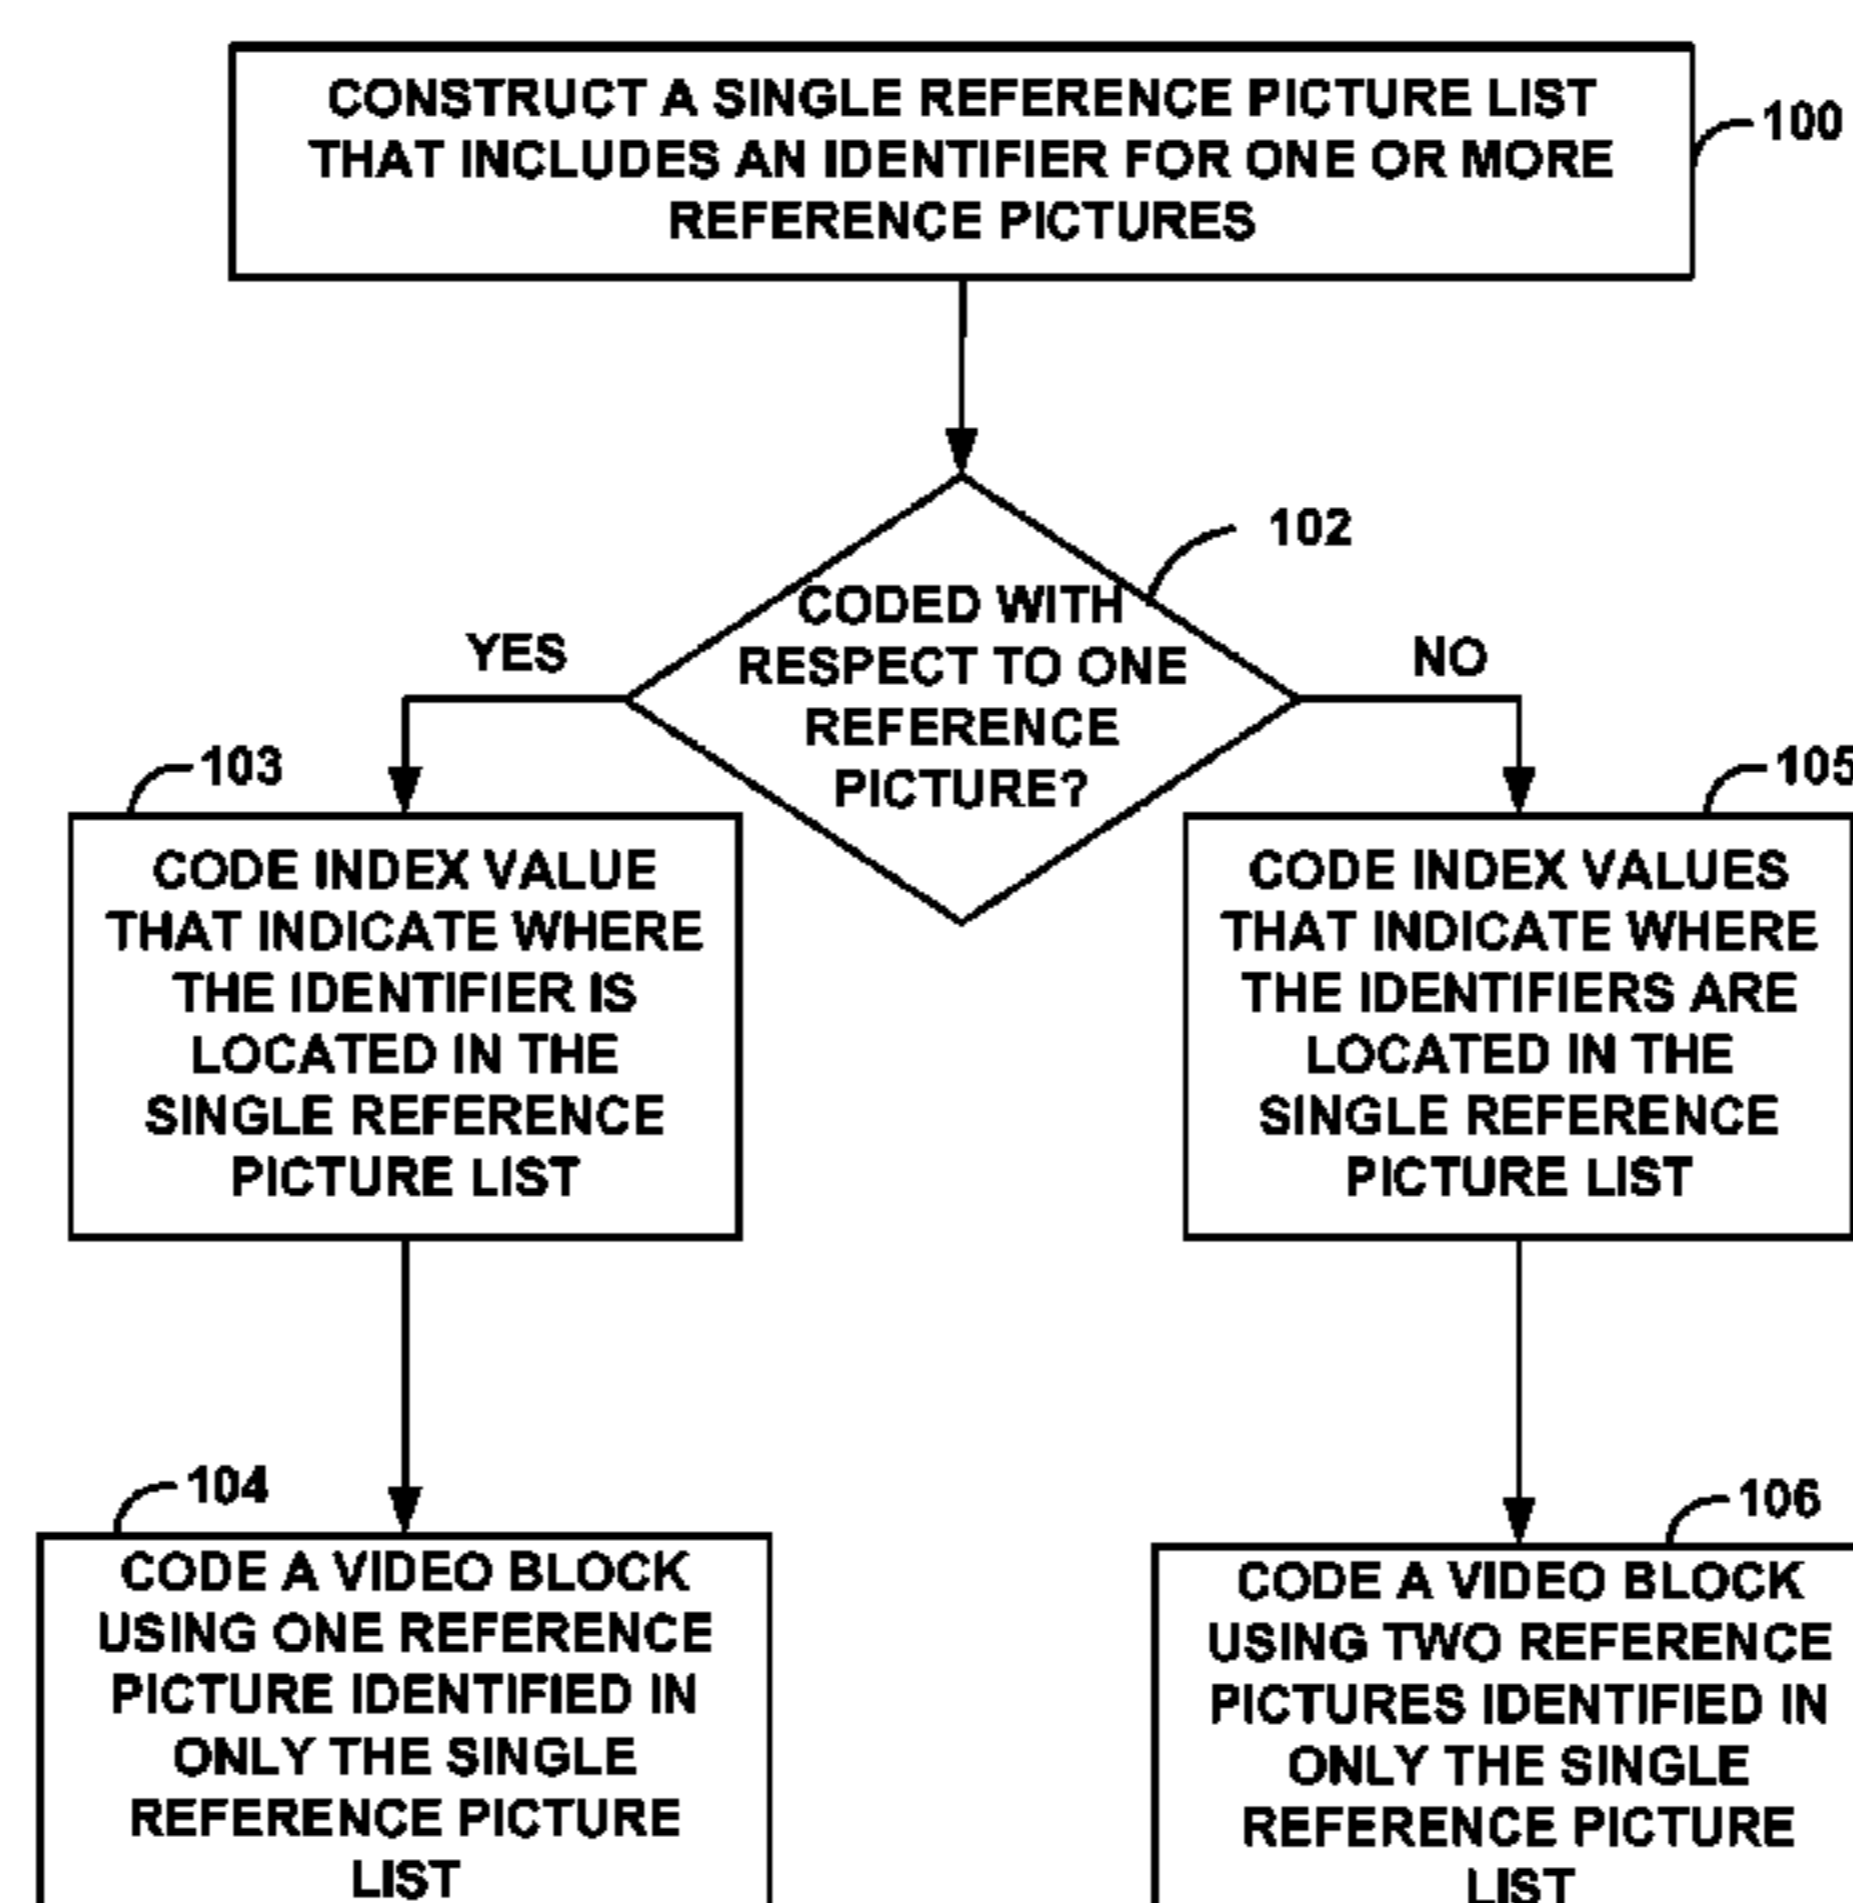 CONSTRUCT A SINGLE REFERENCE PICTURE LIST
THAT INCLUDES AN IDENTIFIER FOR ONE OR MORE
REFERENCE PICTURES
100
102
CODED WITH
RESPECT TO ONE
REFERENCE
PICTURE?
YES
NO
103
CODE INDEX VALUE
THAT INDICATE WHERE
THE IDENTIFIER IS
LOCATED IN THE
SINGLE REFERENCE
PICTURE LIST
105
CODE INDEX VALUES
THAT INDICATE WHERE
THE IDENTIFIERS ARE
LOCATED IN THE
SINGLE REFERENCE
PICTURE LIST
104
CODE A VIDEO BLOCK
USING ONE REFERENCE
PICTURE IDENTIFIED IN
ONLY THE SINGLE
REFERENCE PICTURE
LIST
106
CODE A VIDEO BLOCK
USING TWO REFERENCE
PICTURES IDENTIFIED IN
ONLY THE SINGLE
REFERENCE PICTURE
LIST